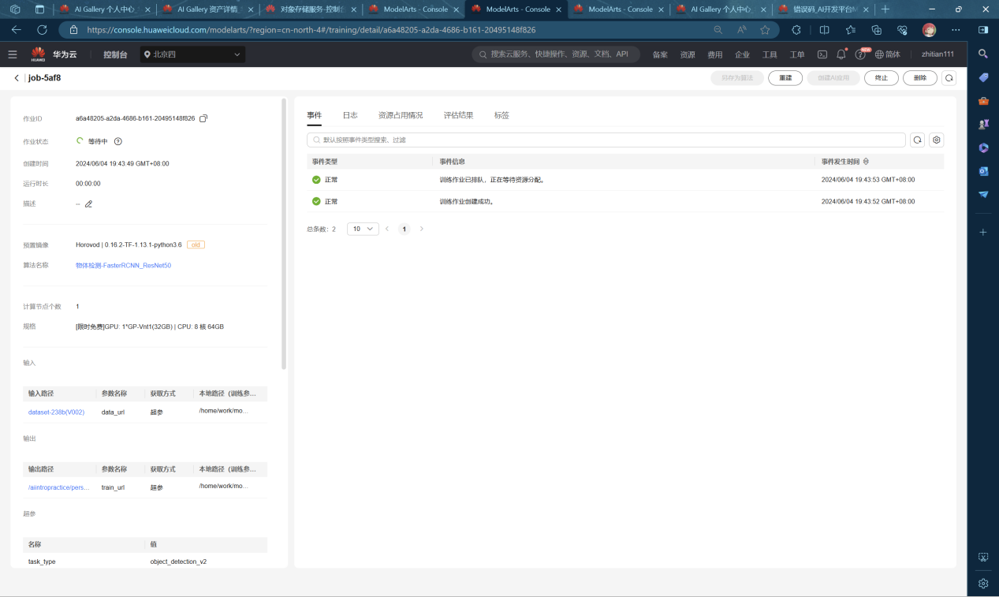 AI Gallery 个人中心
AI Gallery 资产详情
对象存储服务-控制台
ModelArts - Console
ModelArts - Console
ModelArts - Console
AI Gallery 个人中心
错误码_AI开发平台M
https://console.huaweicloud.com/modelarts/?region=cn-north-4#/training/detail/a6a48205-a2da-4686-b161-20495148f826
HUAWEI
华为云
控制台
北京四
搜索云服务、快捷操作、资源、文档、API
备案
资源
费用
企业
工具
工单
NEW
简体
zhitian111
job-5af8
另存为算法
重建
创建AI应用
终止
删除
作业ID
a6a48205-a2da-4686-b161-20495148f826
作业状态
等待中
创建时间
2024/06/04 19:43:49 GMT+08:00
运行时长
00:00:00
描述
--
预置镜像
Horovod | 0.16.2-TF-1.13.1-python3.6
old
算法名称
物体检测-FasterRCNN_ResNet50
计算节点个数
1
规格
[限时免费]GPU: 1*GP-Vnt1(32GB) | CPU: 8 核 64GB
输入
输入路径 参数名称 获取方式 本地路径（训练参...
dataset-238b(V002) data_url 超参 /home/work/mo...
输出
输出路径 参数名称 获取方式 本地路径（训练参...
/aiintropractice/pers... train_url 超参 /home/work/mo...
超参
名称 值
task_type object_detection_v2
事件
日志
资源占用情况
评估结果
标签
默认按照事件类型搜索、过滤
事件类型 事件信息 事件发生时间
正常 训练作业已排队，正在等待资源分配。 2024/06/04 19:43:53 GMT+08:00
正常 训练作业创建成功。 2024/06/04 19:43:52 GMT+08:00
总条数：2
10
1